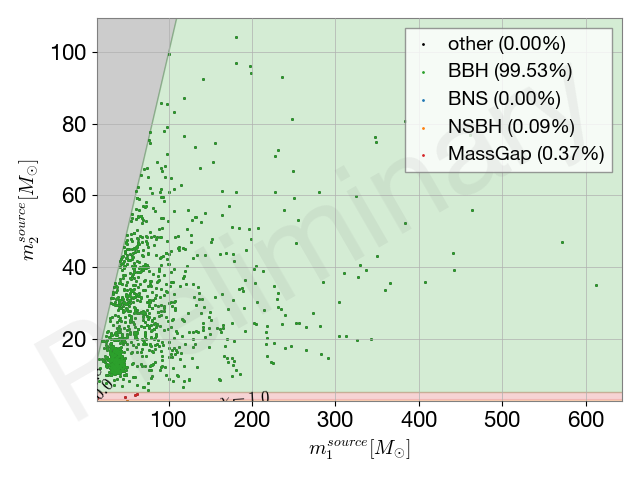 other (0.00%)
BBH (99.53%)
BNS (0.00%)
NSBH (0.09%)
MassGap (0.37%)
Preliminary
100
80
60
40
20
100 200 300 400 500 600
m_1^{source}[M_⊙]
m_2^{source}[M_⊙]